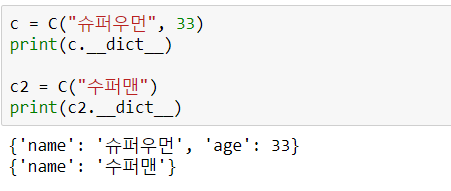 c = C("슈퍼우먼", 33)
print(c.__dict__)
c2 = C("수퍼맨")
print(c2.__dict__)
{'name': '슈퍼우먼', 'age': 33}
{'name': '수퍼맨'}